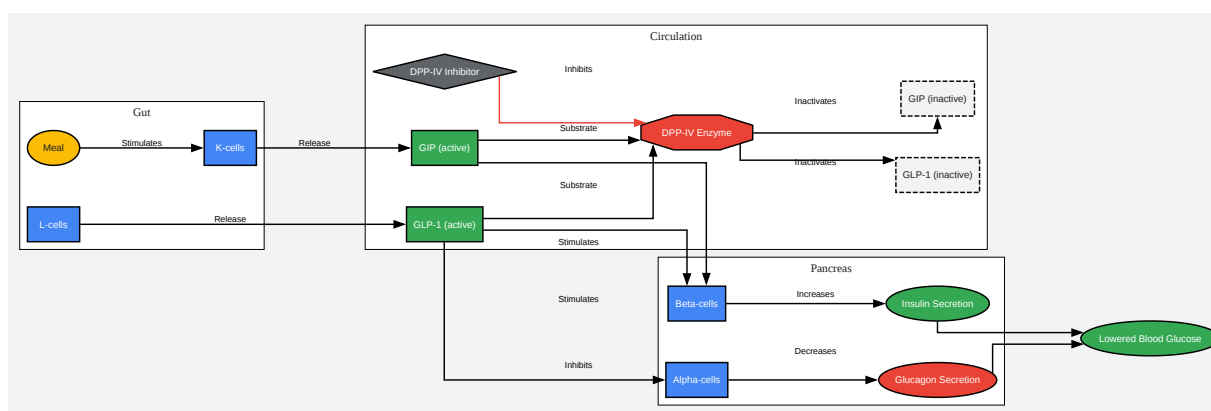 Circulation
DPP-IV Inhibitor
Inhibits
Inactivates
GIP (inactive)
Gut
Substrate
DPP-IV Enzyme
Meal
Stimulates
K-cells
Release
GIP (active)
Inactivates
GLP-1 (inactive)
Substrate
L-cells
Release
GLP-1 (active)
Stimulates
Pancreas
Stimulates
Beta-cells
Increases
Insulin Secretion
Lowered Blood Glucose
Decreases
Inhibits
Alpha-cells
Glucagon Secretion